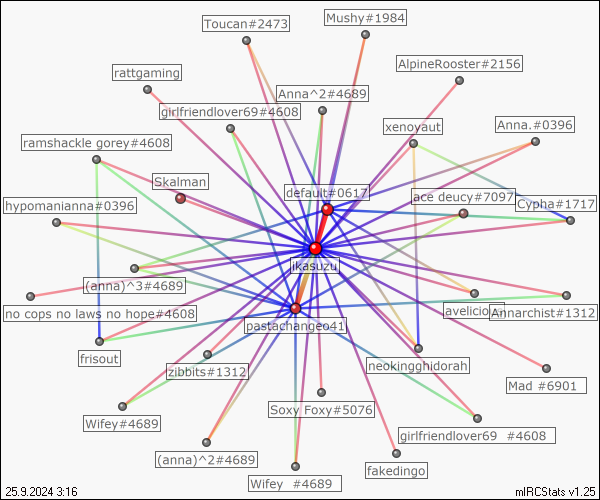 Toucan#2473
Mushy#1984
AlpineRooster#2156
rattgaming
Anna^2#4689
girlfriendlover69#4608
xenoyaut
Anna.#0396
ramshackle gorey#4608
Skalman
default#0617
ace deucy#7097
Cypha#1717
hypomanianna#0396
jkasuzu
(anna)^3#4689
avelicio
no cops no laws no hope#4608
Annarchist#1312
pastachangeo41
frisout
neokingghidorah
zibbits#1312
Mad #6901
Soxy Foxy#5076
Wifey#4689
girlfriendlover69 #4608
(anna)^2#4689
fakedingo
Wifey #4689
25.9.2024 3:16
mIRCStats v1.25